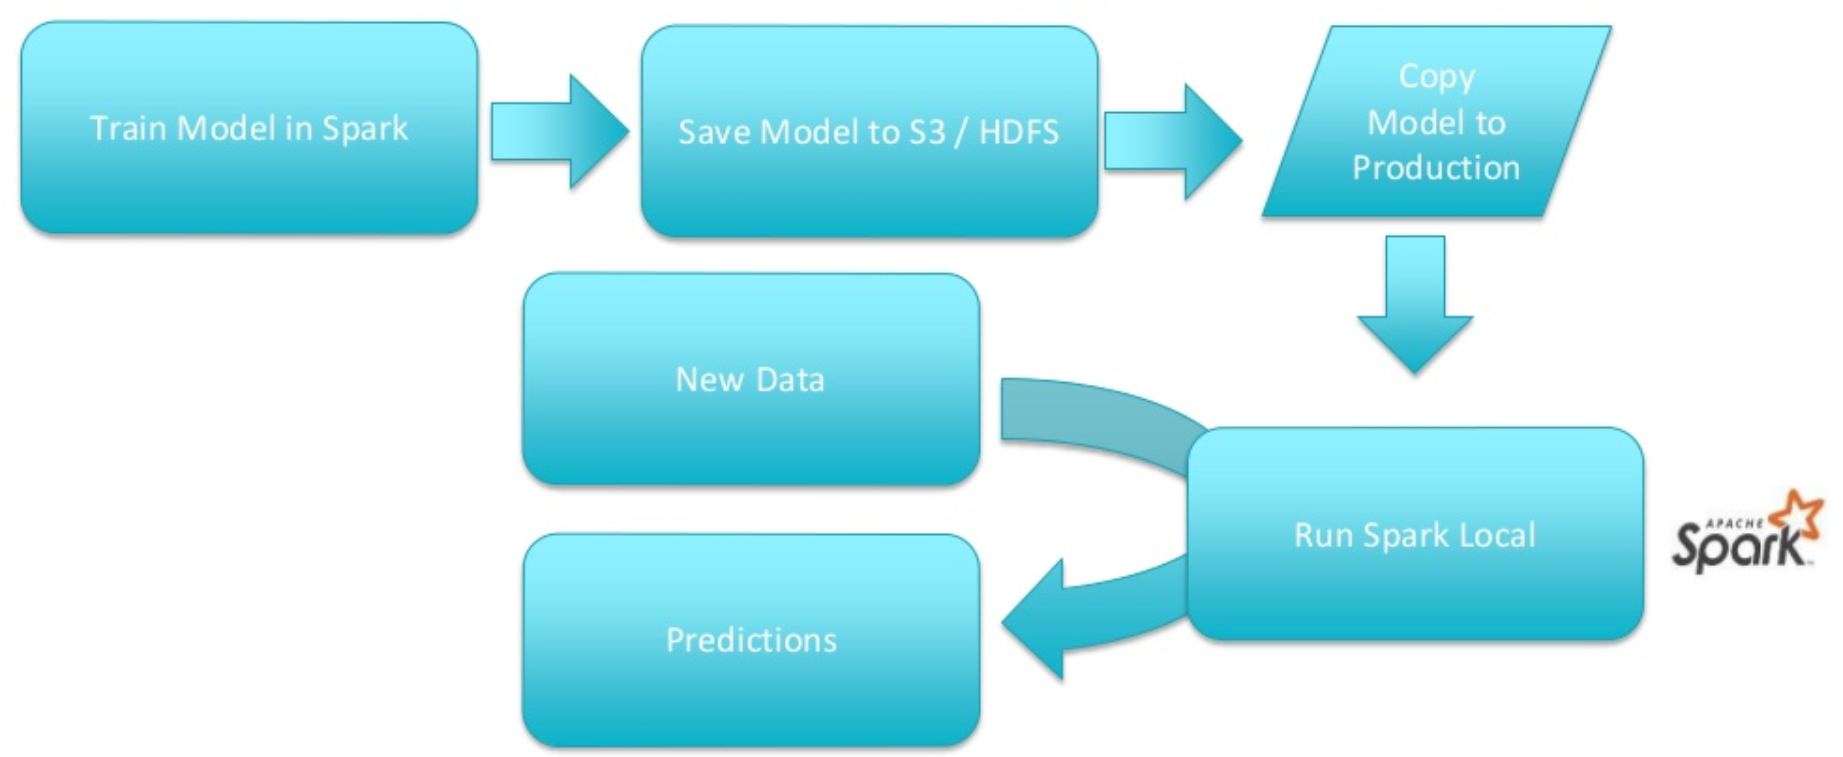 Train Model in Spark
Save Model to S3 / HDFS
Copy
Model to
Production
New Data
Run Spark Local
APACHE
Spark
Predictions